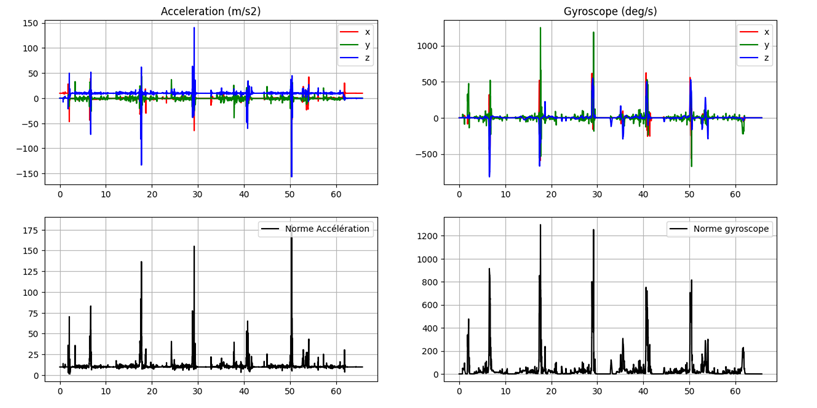 Acceleration (m/s2)
150
100
50
0
−50
−100
−150
x
y
z
0 10 20 30 40 50 60
Gyroscope (deg/s)
1000
500
0
−500
x
y
z
0 10 20 30 40 50 60
175
150
125
100
75
50
25
0
Norme Accélération
0 10 20 30 40 50 60
1200
1000
800
600
400
200
0
Norme gyroscope
0 10 20 30 40 50 60